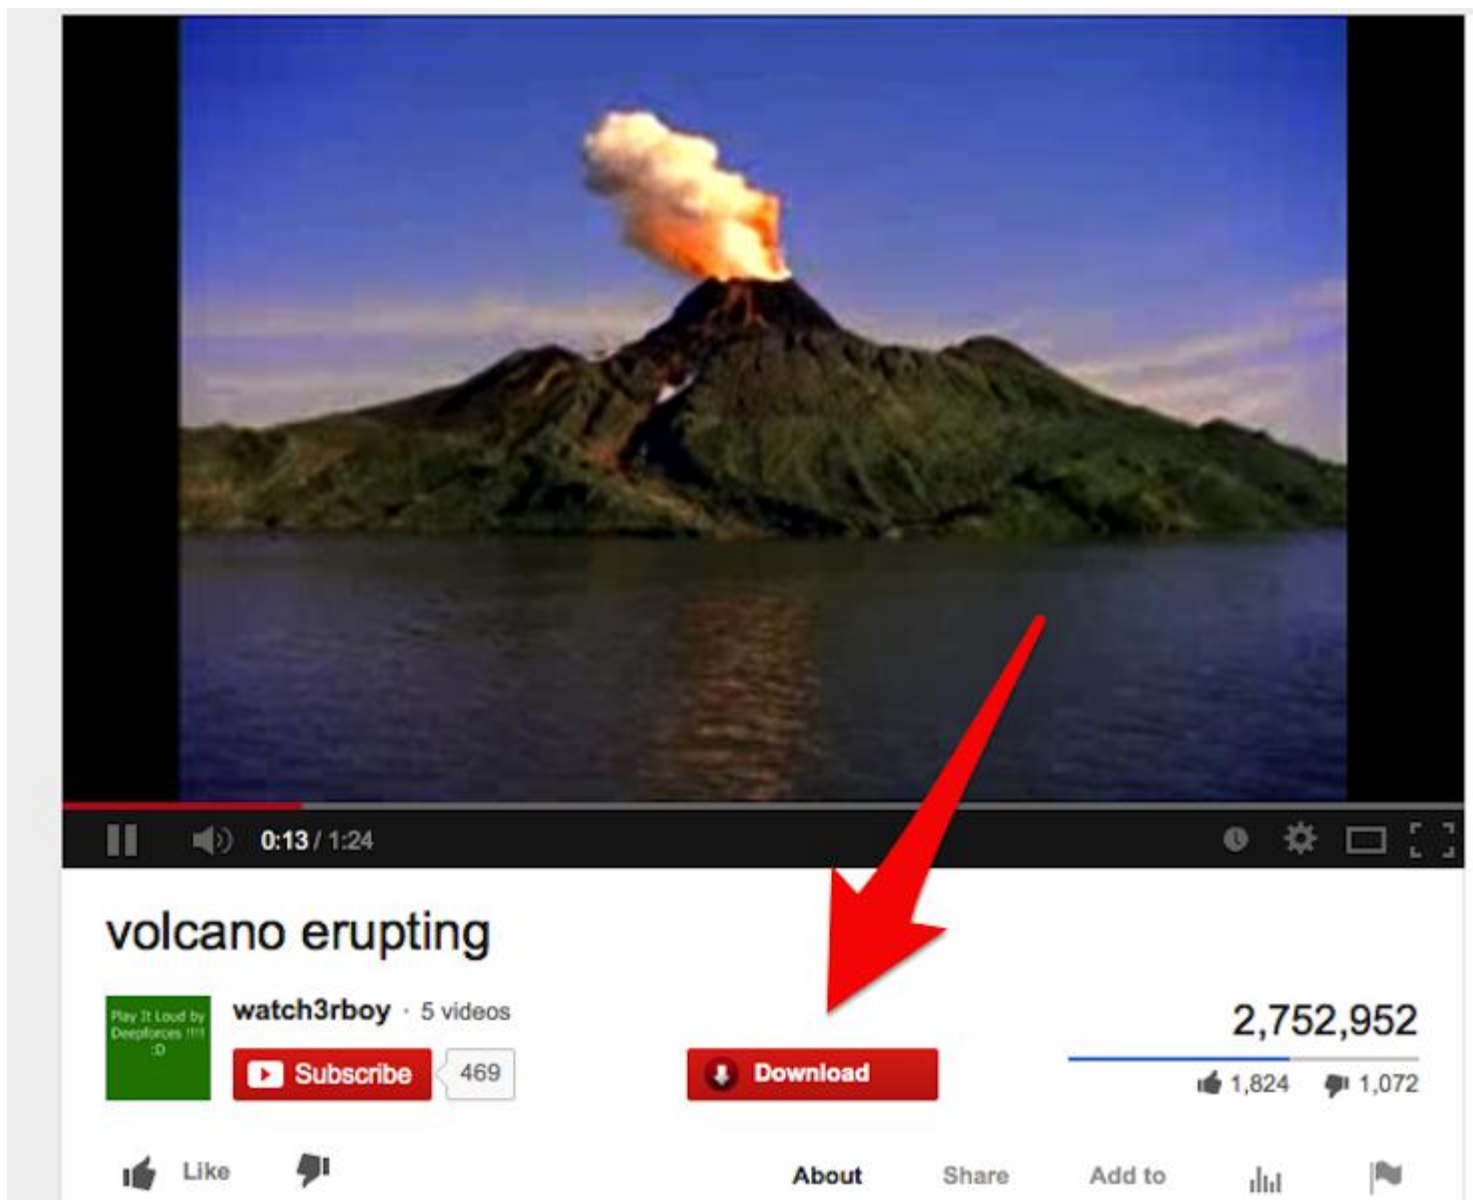 0:13 / 1:24
volcano erupting
Play It Loud by
Deepforces !!!!
:D
watch3rboy · 5 videos
2,752,952
Subscribe 469
Download
1,824 1,072
Like
About Share Add to